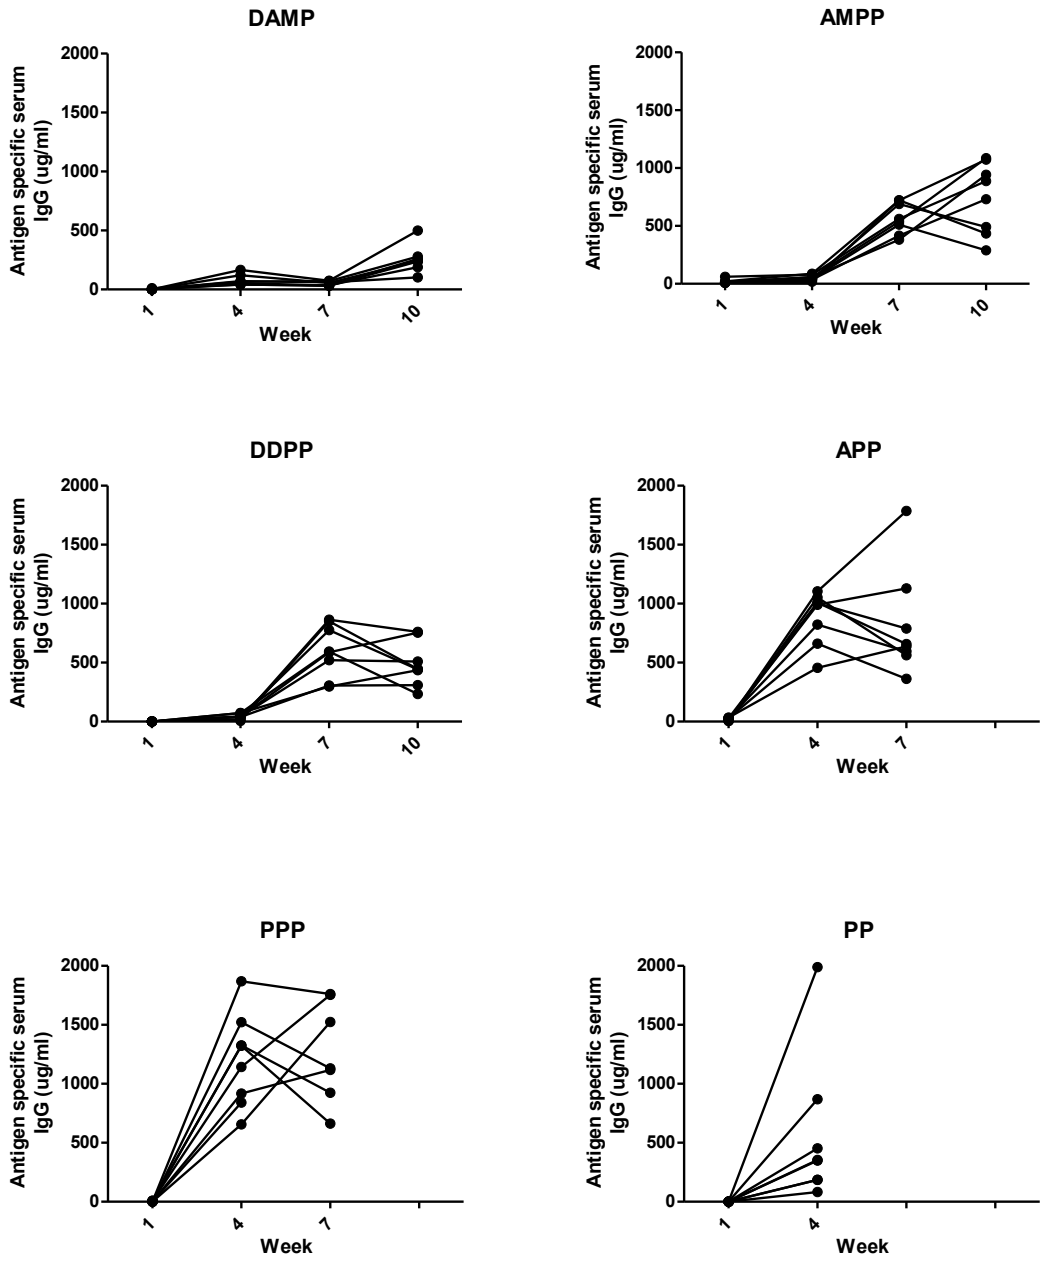 DAMP
Antigen specific serum
IgG (ug/ml)
2000
1500
1000
500
0
1
4
7
10
Week
AMPP
Antigen specific serum
IgG (ug/ml)
2000
1500
1000
500
0
1
4
7
10
Week
DDPP
Antigen specific serum
IgG (ug/ml)
2000
1500
1000
500
0
1
4
7
10
Week
APP
Antigen specific serum
IgG (ug/ml)
2000
1500
1000
500
0
1
4
7
Week
PPP
Antigen specific serum
IgG (ug/ml)
2000
1500
1000
500
0
1
4
7
Week
PP
Antigen specific serum
IgG (ug/ml)
2000
1500
1000
500
0
1
4
Week